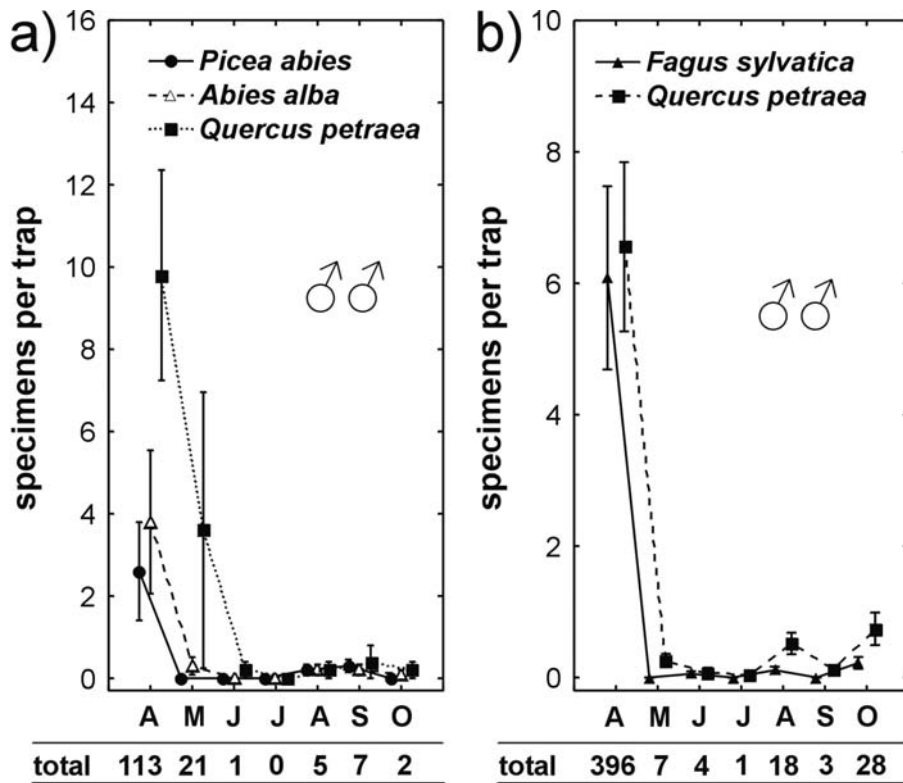 a)
16
14
12
10
8
6
4
2
0
specimens per trap
Picea abies
Abies alba
Quercus petraea
♂♂
A M J J A S O
total 113 21 1 0 5 7 2
b)
10
8
6
4
2
0
specimens per trap
Fagus sylvatica
Quercus petraea
♂♂
A M J J A S O
total 396 7 4 1 18 3 28